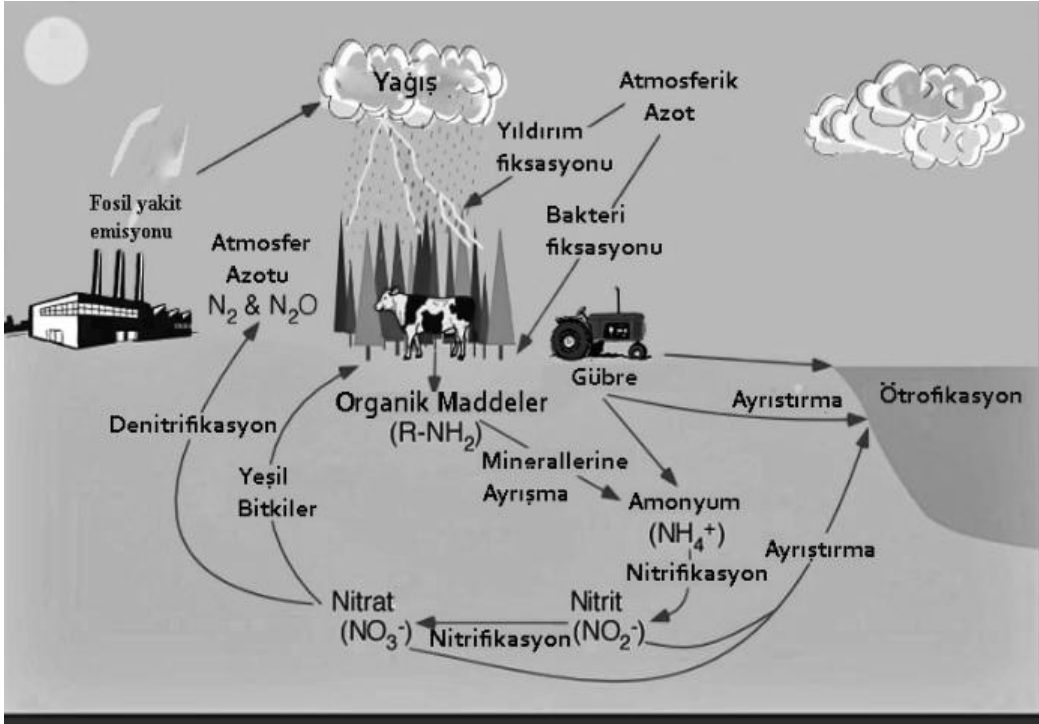 Yağış
Atmosferik
Azot
Yıldırım
fiksasyonu
Fosil yakit
emisyonu
Bakteri
fiksasyonu
Atmosfer
Azotu
N₂ & N₂O
Gübre
Organik Maddeler
(R-NH₂)
Ayrıstırma
Ötrofikasyon
Denitrifikasyon
Minerallerine
Ayrışma
Yeşil
Bitkiler
Amonyum
(NH₄⁺)
Ayrıştırma
Nitrifikasyon
Nitrat
(NO₃⁻)
Nitrifikasyon
Nitrit
(NO₂⁻)